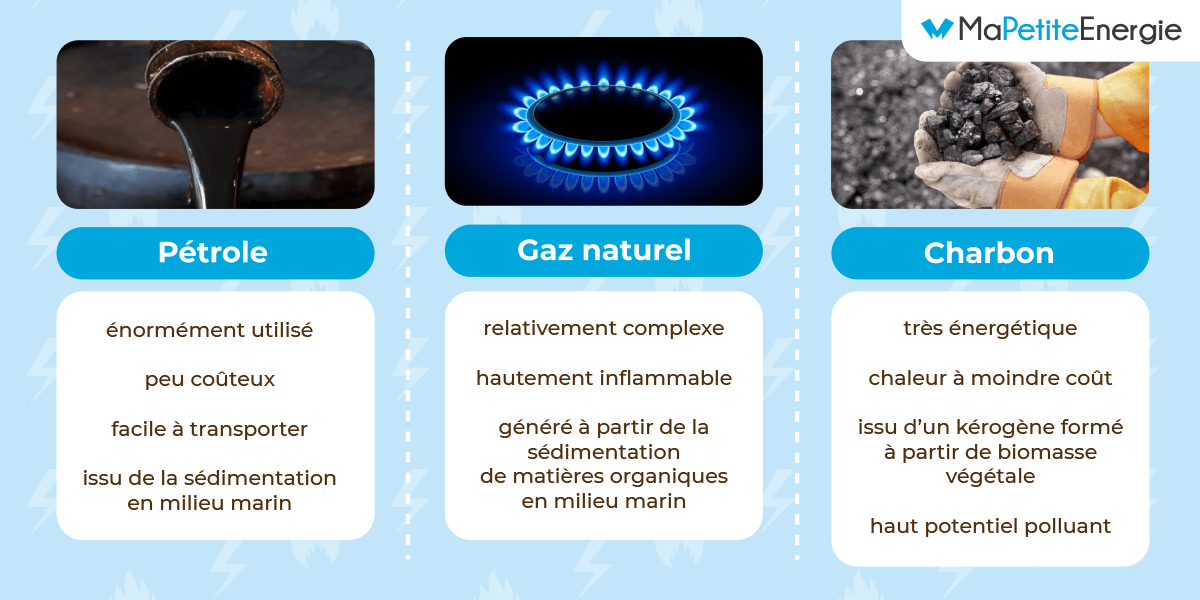 MaPetiteEnergie
Pétrole
énormément utilisé
peu coûteux
facile à transporter
issu de la sédimentation
en milieu marin
Gaz naturel
relativement complexe
hautement inflammable
généré à partir de la
sédimentation
de matières organiques
en milieu marin
Charbon
très énergétique
chaleur à moindre coût
issu d’un kérogène formé
à partir de biomasse
végétale
haut potentiel polluant